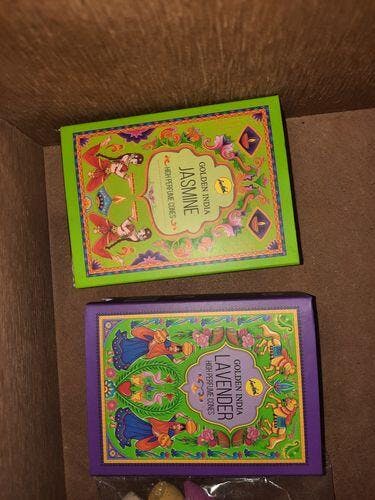 GOLDEN INDIA
JASMINE
HIGH PERFUME CONES
GOLDEN INDIA
LAVENDER
HIGH PERFUME CONES